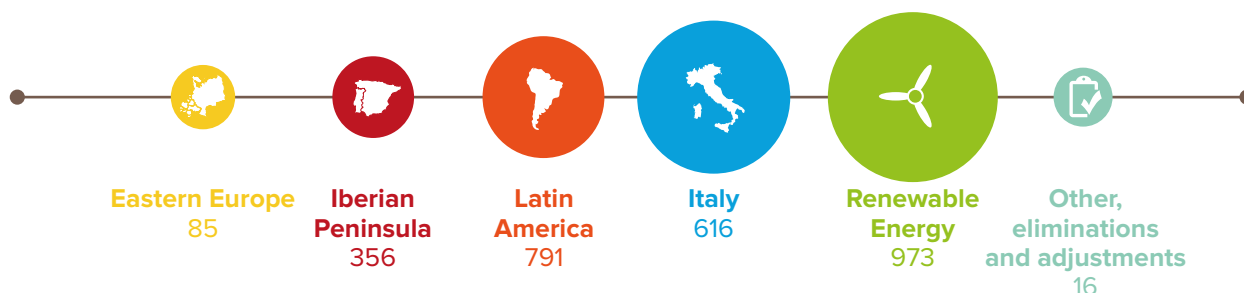 Eastern Europe
85
Iberian
Peninsula
356
Latin
America
791
Italy
616
Renewable
Energy
973
Other,
eliminations
and adjustments
16